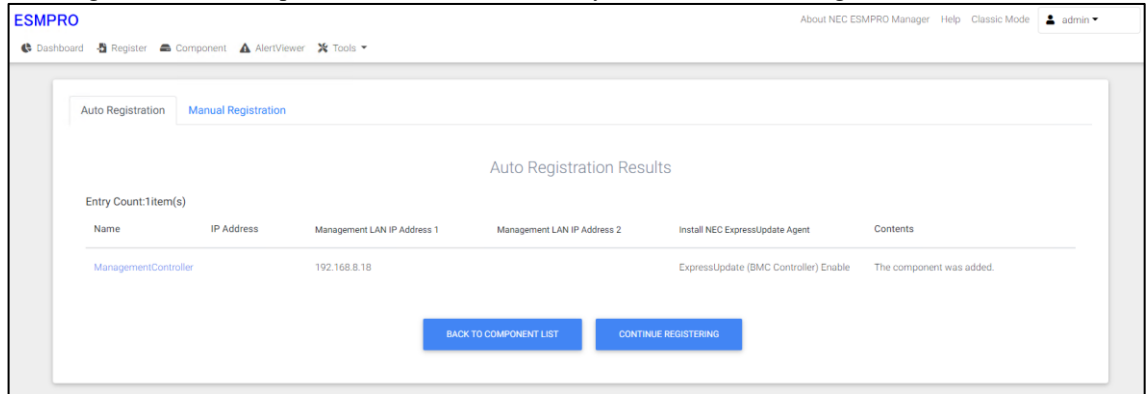 ESMPRO
About NEC ESMPRO Manager Help Classic Mode admin
Dashboard Register Component AlertViewer Tools
Auto Registration Manual Registration
Auto Registration Results
Entry Count:1item(s)
Name IP Address Management LAN IP Address 1 Management LAN IP Address 2 Install NEC ExpressUpdate Agent Contents
ManagementController 192.168.8.18 ExpressUpdate (BMC Controller) Enable The component was added.
BACK TO COMPONENT LIST CONTINUE REGISTERING